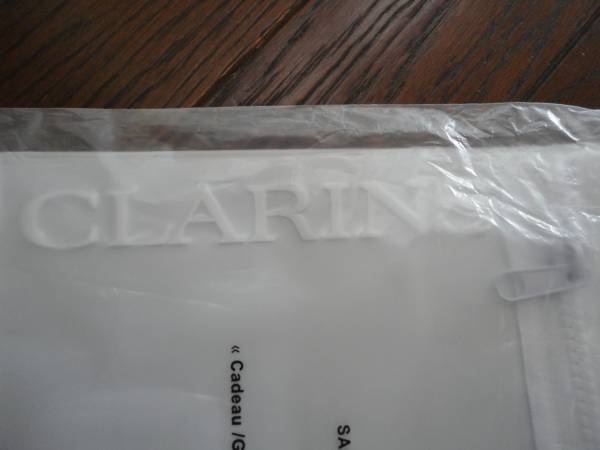 CLARINS
« Cadeau /G
SA